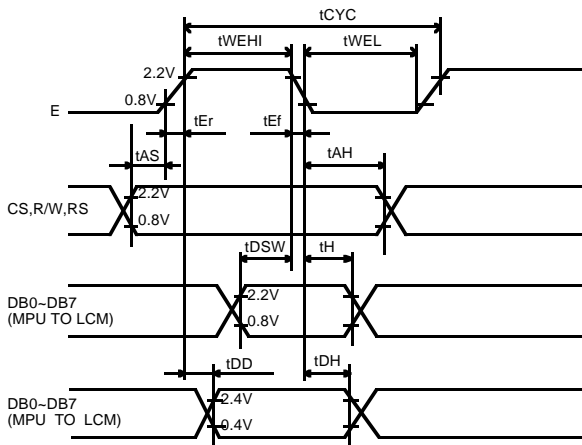 tCYC
tWEHI tWEL
2.2V
0.8V
E
tEr tEf
tAS tAH
2.2V
CS,R/W,RS
0.8V
tDSW tH
2.2V
DB0~DB7
(MPU TO LCM)
0.8V
tDD tDH
2.4V
DB0~DB7
(MPU TO LCM)
0.4V